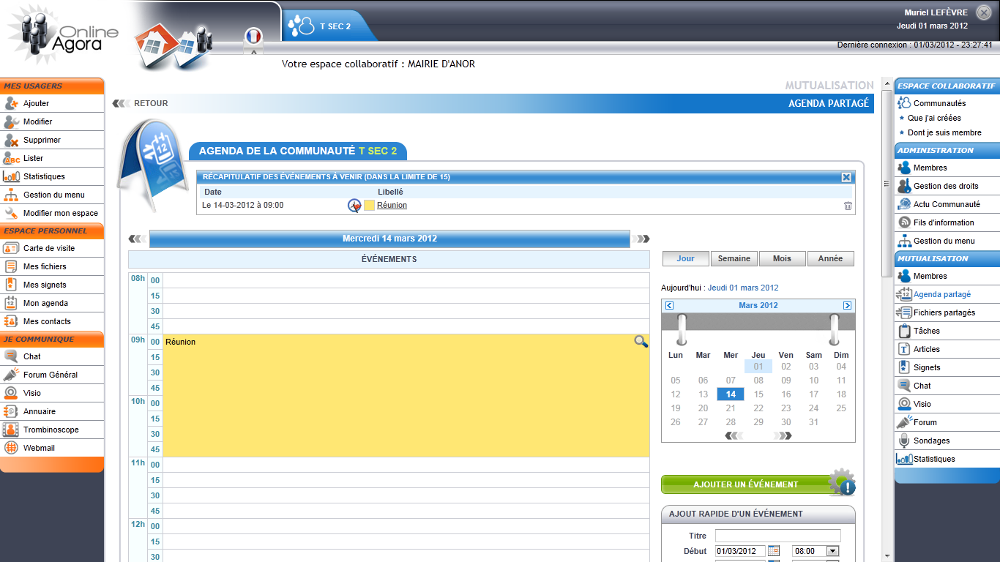 Online
Agora
T SEC 2
Muriel LEFÈVRE
Jeudi 01 mars 2012
Dernière connexion : 01/03/2012 - 23:27:41
Votre espace collaboratif : MAIRIE D'ANOR
MES USAGERS
Ajouter
Modifier
Supprimer
ABC Lister
Statistiques
Gestion du menu
Modifier mon espace
ESPACE PERSONNEL
Carte de visite
Mes fichiers
Mes signets
12 Mon agenda
Mes contacts
JE COMMUNIQUE
Chat
Forum Général
Visio
Annuaire
Trombinoscope
Webmail
MUTUALISATION
RETOUR
AGENDA PARTAGÉ
12
AGENDA DE LA COMMUNAUTÉ T SEC 2
RÉCAPITULATIF DES ÉVÉNEMENTS À VENIR (DANS LA LIMITE DE 15)
Date Libellé
Le 14-03-2012 à 09:00 Réunion
Mercredi 14 mars 2012
ÉVÉNEMENTS
08h 00
15
30
45
09h 00 Réunion
15
30
45
10h 00
15
30
45
11h 00
15
30
45
12h 00
15
30
Jour Semaine Mois Année
Aujourd'hui : Jeudi 01 mars 2012
Mars 2012
Lun Mar Mer Jeu Ven Sam Dim
01 02 03 04
05 06 07 08 09 10 11
12 13 14 15 16 17 18
19 20 21 22 23 24 25
26 27 28 29 30 31
AJOUTER UN ÉVÉNEMENT
AJOUT RAPIDE D'UN ÉVÉNEMENT
Titre
Début 01/03/2012 08:00
ESPACE COLLABORATIF
Communautés
Que j'ai créées
Dont je suis membre
ADMINISTRATION
Membres
Gestion des droits
Actu Communauté
Fils d'information
Gestion du menu
MUTUALISATION
Membres
12 Agenda partagé
Fichiers partagés
Tâches
T Articles
Signets
Chat
Visio
Forum
Sondages
Statistiques